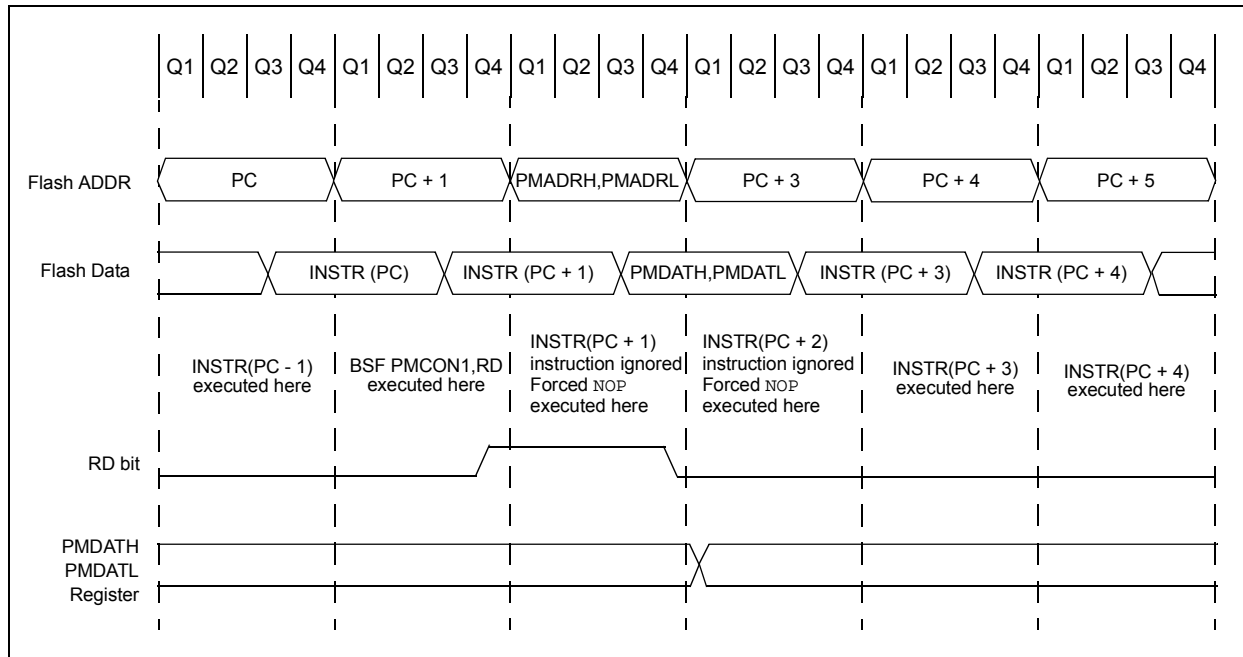 Q1 Q2 Q3 Q4 Q1 Q2 Q3 Q4 Q1 Q2 Q3 Q4 Q1 Q2 Q3 Q4 Q1 Q2 Q3 Q4 Q1 Q2 Q3 Q4
Flash ADDR PC PC + 1 PMADRH,PMADRL PC + 3 PC + 4 PC + 5
Flash Data INSTR (PC) INSTR (PC + 1) PMDATH,PMDATL INSTR (PC + 3) INSTR (PC + 4)
INSTR(PC - 1)
executed here
BSF PMCON1,RD
executed here
INSTR(PC + 1)
instruction ignored
Forced NOP
executed here
INSTR(PC + 2)
instruction ignored
Forced NOP
executed here
INSTR(PC + 3)
executed here
INSTR(PC + 4)
executed here
RD bit
PMDATH
PMDATL
Register